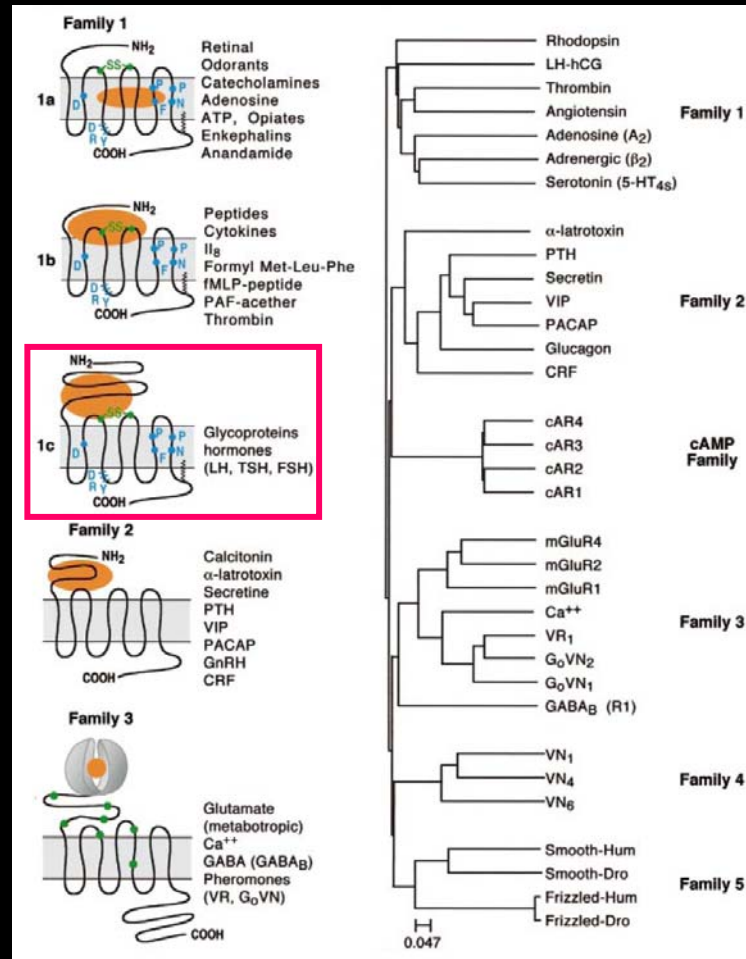 Family 1
NH2
SS
1a
D
P
P
F
N
D
R
Y
COOH
Retinal
Odorants
Catecholamines
Adenosine
ATP, Opiates
Enkephalins
Anandamide
NH2
SS
1b
D
P
P
F
N
D
R
Y
COOH
Peptides
Cytokines
Il8
Formyl Met-Leu-Phe
fMLP-peptide
PAF-acether
Thrombin
NH2
SS
1c
D
P
P
F
N
D
R
Y
COOH
Glycoproteins
hormones
(LH, TSH, FSH)
Family 2
NH2
COOH
Calcitonin
α-latrotoxin
Secretine
PTH
VIP
PACAP
GnRH
CRF
Family 3
COOH
Glutamate
(metabotropic)
Ca++
GABA (GABAB)
Pheromones
(VR, GoVN)
Rhodopsin
LH-hCG
Thrombin
Angiotensin
Adenosine (A2)
Adrenergic (β2)
Serotonin (5-HT4s)
Family 1
α-latrotoxin
PTH
Secretin
VIP
PACAP
Glucagon
CRF
Family 2
cAR4
cAR3
cAR2
cAR1
cAMP
Family
mGluR4
mGluR2
mGluR1
Ca++
VR1
GoVN2
GoVN1
GABAB (R1)
Family 3
VN1
VN4
VN6
Family 4
Smooth-Hum
Smooth-Dro
Frizzled-Hum
Frizzled-Dro
Family 5
0.047